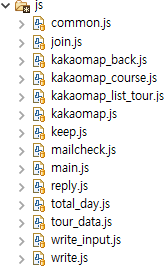 js
common.js
join.js
kakaomap_back.js
kakaomap_course.js
kakaomap_list_tour.js
kakaomap.js
keep.js
mailcheck.js
main.js
reply.js
total_day.js
tour_data.js
write_input.js
write.js